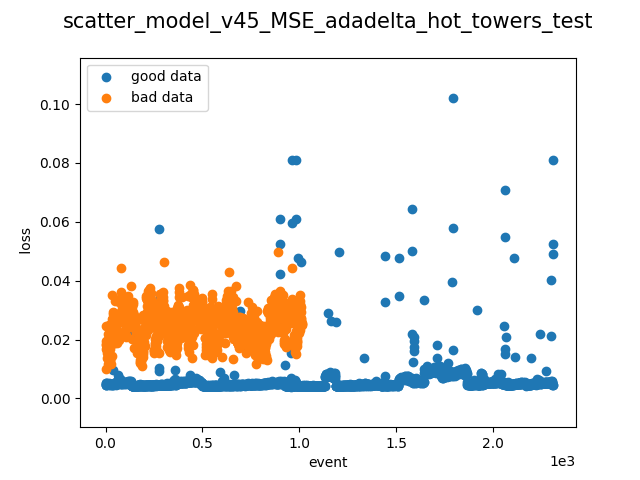 scatter_model_v45_MSE_adadelta_hot_towers_test
good data
bad data
0.10
0.08
0.06
0.04
0.02
0.00
loss
0.0
0.5
1.0
1.5
2.0
1e3
event